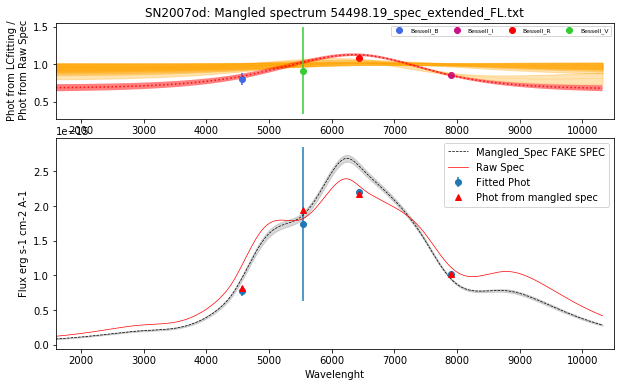 SN2007od: Mangled spectrum 54498.19_spec_extended_FL.txt
Phot from LCfitting /
Phot from Raw Spec
1.5
1.0
0.5
Bessell_B
Bessell_I
Bessell_R
Bessell_V
2000 3000 4000 5000 6000 7000 8000 9000 10000
Flux erg s-1 cm-2 A-1
2.5
2.0
1.5
1.0
0.5
0.0
Mangled_Spec FAKE SPEC
Raw Spec
Fitted Phot
Phot from mangled spec
2000 3000 4000 5000 6000 7000 8000 9000 10000
Wavelenght